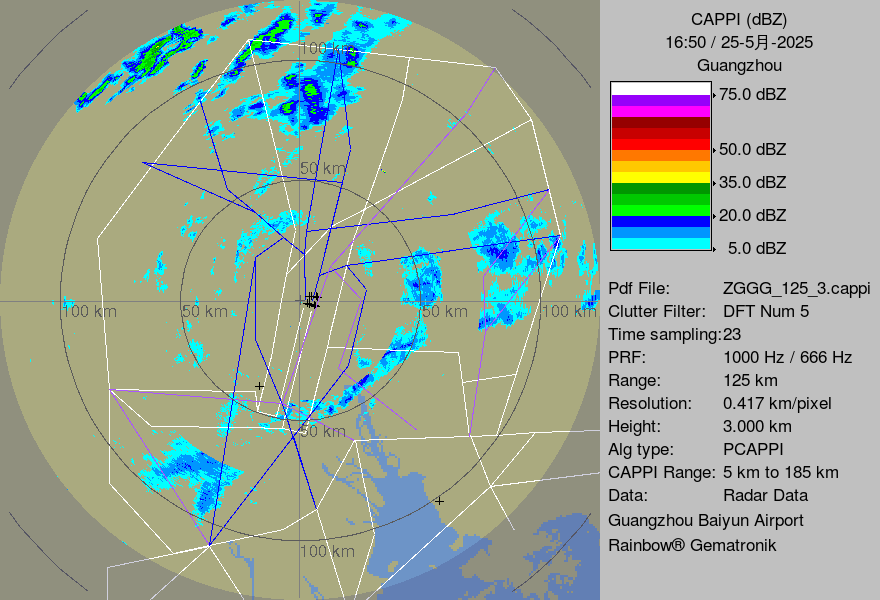 CAPPI (dBZ)
16:50 / 25-5月-2025
Guangzhou
75.0 dBZ
50.0 dBZ
35.0 dBZ
20.0 dBZ
5.0 dBZ
Pdf File: ZGGG_125_3.cappi
Clutter Filter: DFT Num 5
Time sampling:23
PRF: 1000 Hz / 666 Hz
Range: 125 km
Resolution: 0.417 km/pixel
Height: 3.000 km
Alg type: PCAPPI
CAPPI Range: 5 km to 185 km
Data: Radar Data
Guangzhou Baiyun Airport
Rainbow® Gematronik
100 km
50 km
100 km
50 km
50 km
100 km
50 km
100 km